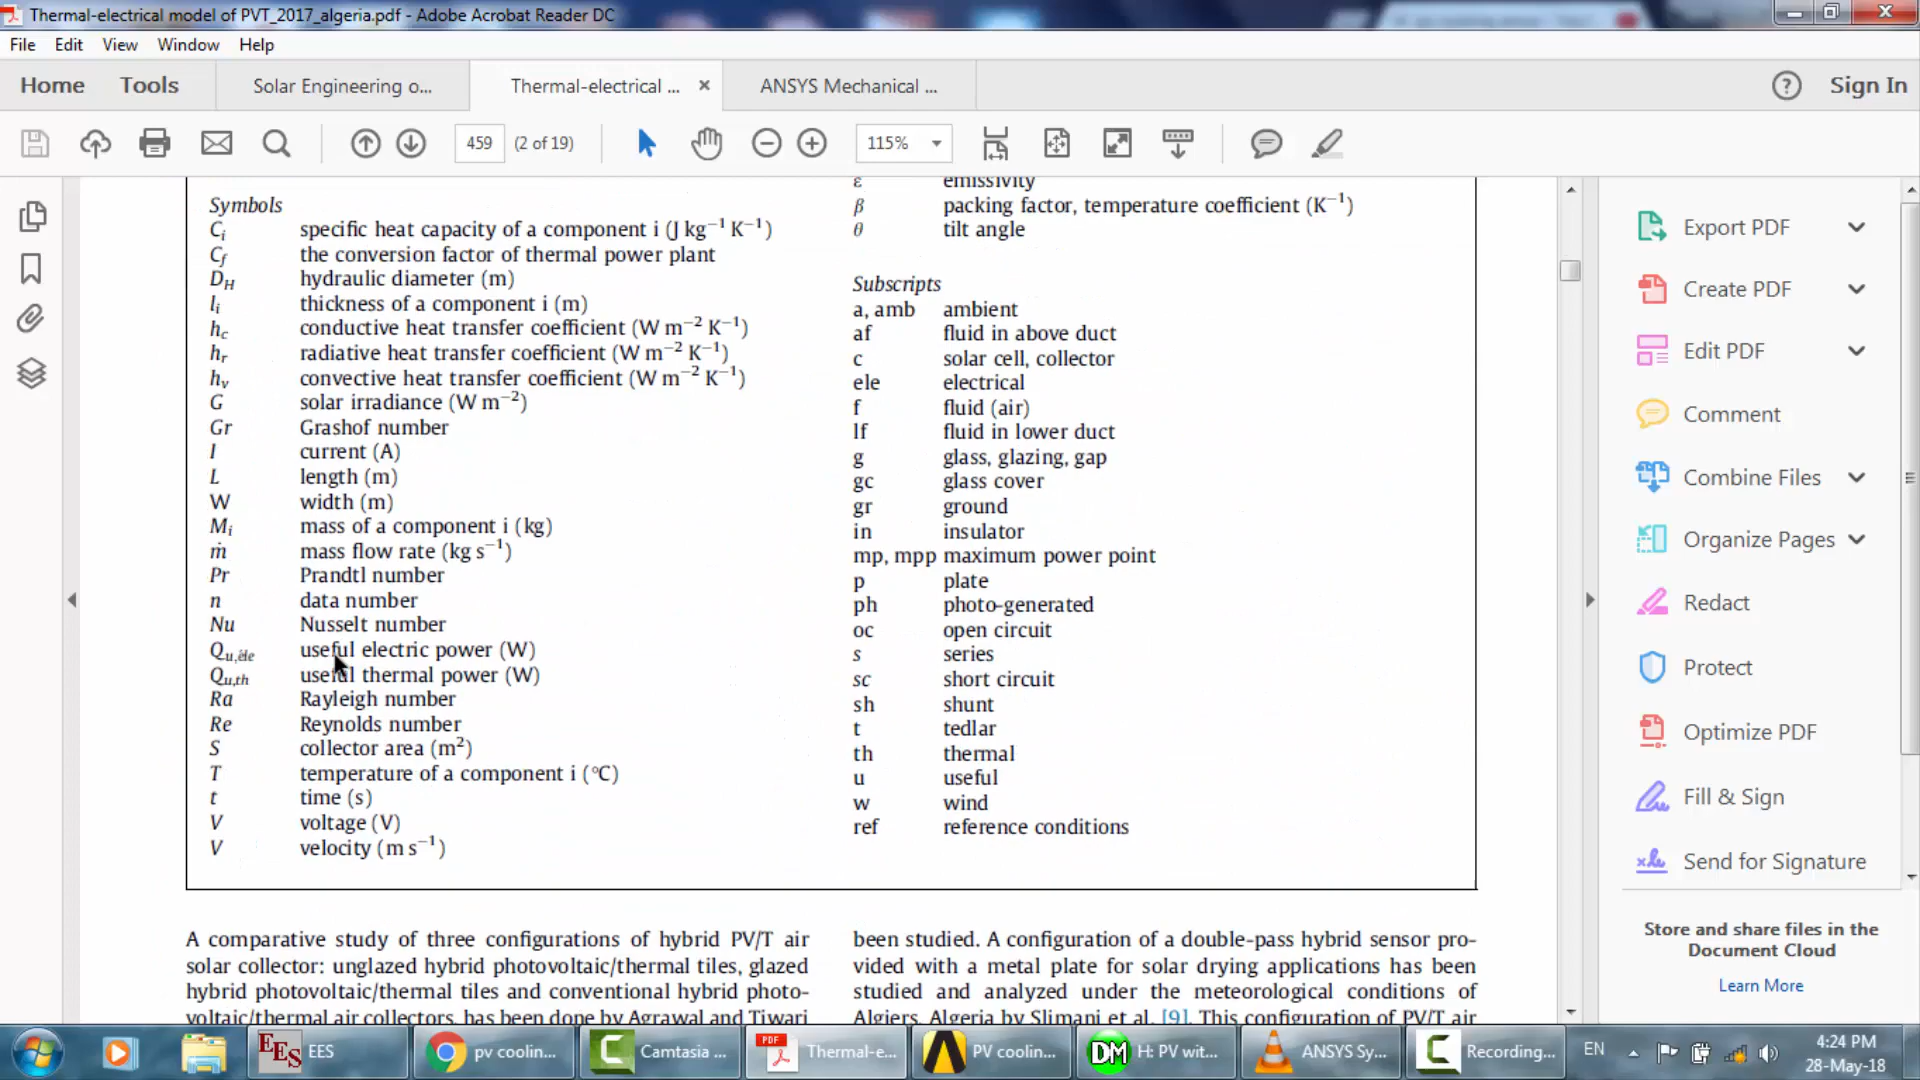 Thermal-electrical model of PVT_2017_algeria.pdf - Adobe Acrobat Reader DC
File Edit View Window Help
Home Tools Solar Engineering o... Thermal-electrical ... ANSYS Mechanical ... Sign In
459 (2 of 19) 115%
Symbols
Ci specific heat capacity of a component i (J kg⁻¹ K⁻¹)
Cf the conversion factor of thermal power plant
DH hydraulic diameter (m)
li thickness of a component i (m)
hc conductive heat transfer coefficient (W m⁻² K⁻¹)
hr radiative heat transfer coefficient (W m⁻² K⁻¹)
hv convective heat transfer coefficient (W m⁻² K⁻¹)
G solar irradiance (W m⁻²)
Gr Grashof number
I current (A)
L length (m)
W width (m)
Mi mass of a component i (kg)
ṁ mass flow rate (kg s⁻¹)
Pr Prandtl number
n data number
Nu Nusselt number
Qu,éle useful electric power (W)
Qu,th useful thermal power (W)
Ra Rayleigh number
Re Reynolds number
S collector area (m²)
T temperature of a component i (°C)
t time (s)
V voltage (V)
V velocity (m s⁻¹)
ε emissivity
β packing factor, temperature coefficient (K⁻¹)
θ tilt angle
Subscripts
a, amb ambient
af fluid in above duct
c solar cell, collector
ele electrical
f fluid (air)
lf fluid in lower duct
g glass, glazing, gap
gc glass cover
gr ground
in insulator
mp, mpp maximum power point
p plate
ph photo-generated
oc open circuit
s series
sc short circuit
sh shunt
t tedlar
th thermal
u useful
w wind
ref reference conditions
A comparative study of three configurations of hybrid PV/T air
solar collector: unglazed hybrid photovoltaic/thermal tiles, glazed
hybrid photovoltaic/thermal tiles and conventional hybrid photo-
voltaic/thermal air collectors, has been done by Agrawal and Tiwari
been studied. A configuration of a double-pass hybrid sensor pro-
vided with a metal plate for solar drying applications has been
studied and analyzed under the meteorological conditions of
Algiers, Algeria by Slimani et al. [9]. This configuration of PV/T air
Export PDF
Create PDF
Edit PDF
Comment
Combine Files
Organize Pages
Redact
Protect
Optimize PDF
Fill & Sign
Send for Signature
Store and share files in the
Document Cloud
Learn More
EES EES
pv coolin...
Camtasia ...
PDF Thermal-e...
PV coolin...
DM H: PV wit...
ANSYS Sy...
Recording...
EN
4:24 PM
28-May-18